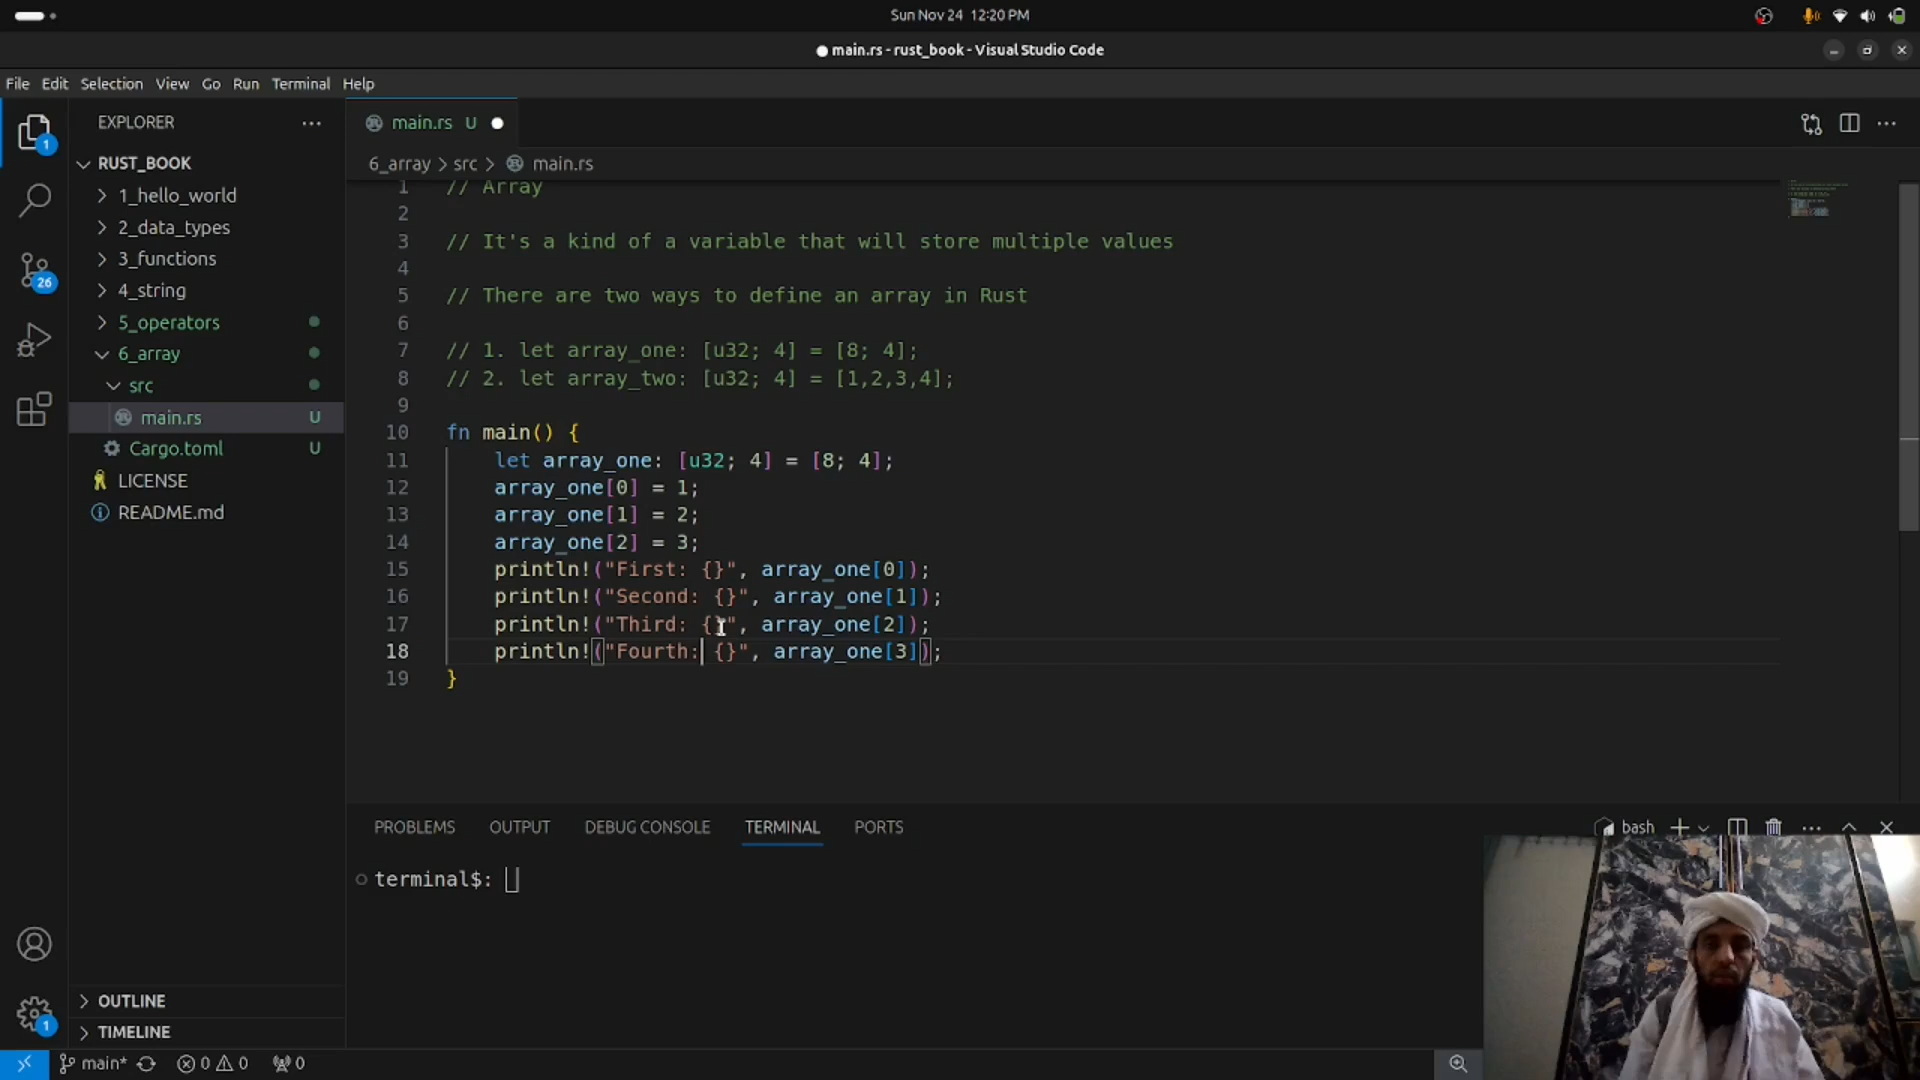 Sun Nov 24 12:20 PM
main.rs - rust_book - Visual Studio Code
File Edit Selection View Go Run Terminal Help
EXPLORER
RUST_BOOK
1_hello_world
2_data_types
3_functions
4_string
5_operators
6_array
src
main.rs U
Cargo.toml U
LICENSE
README.md
OUTLINE
TIMELINE
1
26
1
main.rs U
6_array > src > main.rs
1 // Array
2
3 // It's a kind of a variable that will store multiple values
4
5 // There are two ways to define an array in Rust
6
7 // 1. let array_one: [u32; 4] = [8; 4];
8 // 2. let array_two: [u32; 4] = [1,2,3,4];
9
10 fn main() {
11 let array_one: [u32; 4] = [8; 4];
12 array_one[0] = 1;
13 array_one[1] = 2;
14 array_one[2] = 3;
15 println!("First: {}", array_one[0]);
16 println!("Second: {}", array_one[1]);
17 println!("Third: {}", array_one[2]);
18 println!("Fourth: {}", array_one[3]);
19 }
PROBLEMS OUTPUT DEBUG CONSOLE TERMINAL PORTS
bash
terminal$:
main* 0 0 0